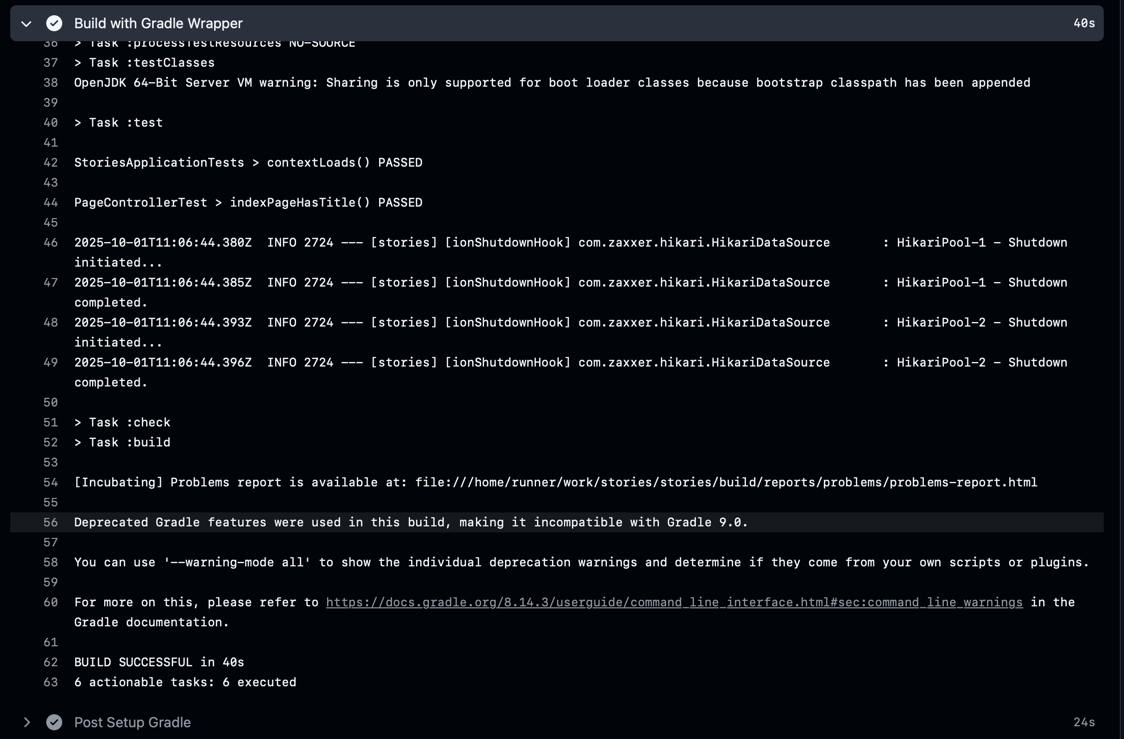 Build with Gradle Wrapper 40s
36 > Task :processTestResources NO-SOURCE
37 > Task :testClasses
38 OpenJDK 64-Bit Server VM warning: Sharing is only supported for boot loader classes because bootstrap classpath has been appended
39
40 > Task :test
41
42 StoriesApplicationTests > contextLoads() PASSED
43
44 PageControllerTest > indexPageHasTitle() PASSED
45
46 2025-10-01T11:06:44.380Z  INFO 2724 --- [stories] [ionShutdownHook] com.zaxxer.hikari.HikariDataSource       : HikariPool-1 - Shutdown
initiated...
47 2025-10-01T11:06:44.385Z  INFO 2724 --- [stories] [ionShutdownHook] com.zaxxer.hikari.HikariDataSource       : HikariPool-1 - Shutdown
completed.
48 2025-10-01T11:06:44.393Z  INFO 2724 --- [stories] [ionShutdownHook] com.zaxxer.hikari.HikariDataSource       : HikariPool-2 - Shutdown
initiated...
49 2025-10-01T11:06:44.396Z  INFO 2724 --- [stories] [ionShutdownHook] com.zaxxer.hikari.HikariDataSource       : HikariPool-2 - Shutdown
completed.
50
51 > Task :check
52 > Task :build
53
54 [Incubating] Problems report is available at: file:///home/runner/work/stories/stories/build/reports/problems/problems-report.html
55
56 Deprecated Gradle features were used in this build, making it incompatible with Gradle 9.0.
57
58 You can use '--warning-mode all' to show the individual deprecation warnings and determine if they come from your own scripts or plugins.
59
60 For more on this, please refer to https://docs.gradle.org/8.14.3/userguide/command_line_interface.html#sec:command_line_warnings in the
Gradle documentation.
61
62 BUILD SUCCESSFUL in 40s
63 6 actionable tasks: 6 executed
Post Setup Gradle 24s